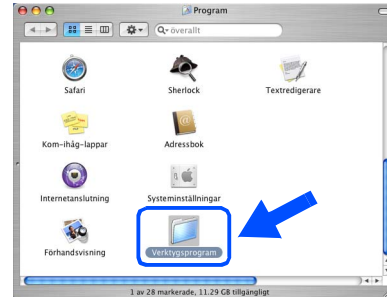 Program
överallt
Safari
Sherlock
Textredigerare
Kom-ihåg-lappar
Adressbok
Internetanslutning
Systeminställningar
Förhandsvisning
Verktygsprogram
1 av 28 markerade, 11.29 GB tillgängligt